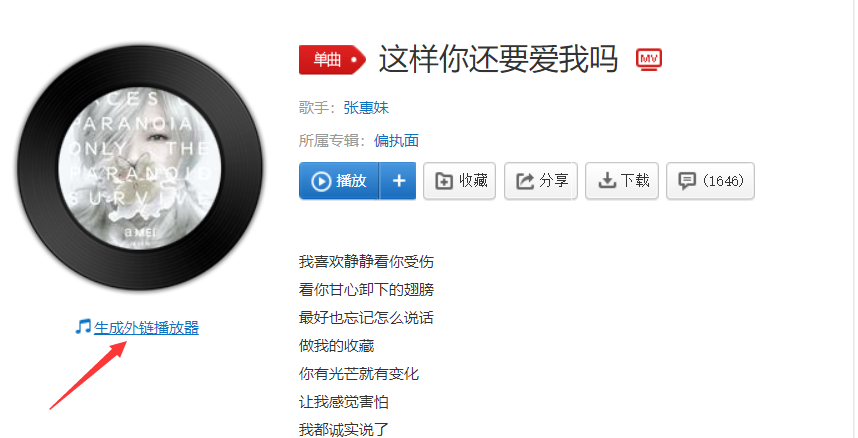 单曲
这样你还要爱我吗
MV
歌手：张惠妹
所属专辑：偏执面
播放
+
收藏
分享
下载
(1646)
ACES
PARANOIA
ONLY THE
PARANOID
SURVIVE
aMEI
生成外链播放器
我喜欢静静看你受伤
看你甘心卸下的翅膀
最好也忘记怎么说话
做我的收藏
你有光芒就有变化
让我感觉害怕
我都诚实说了